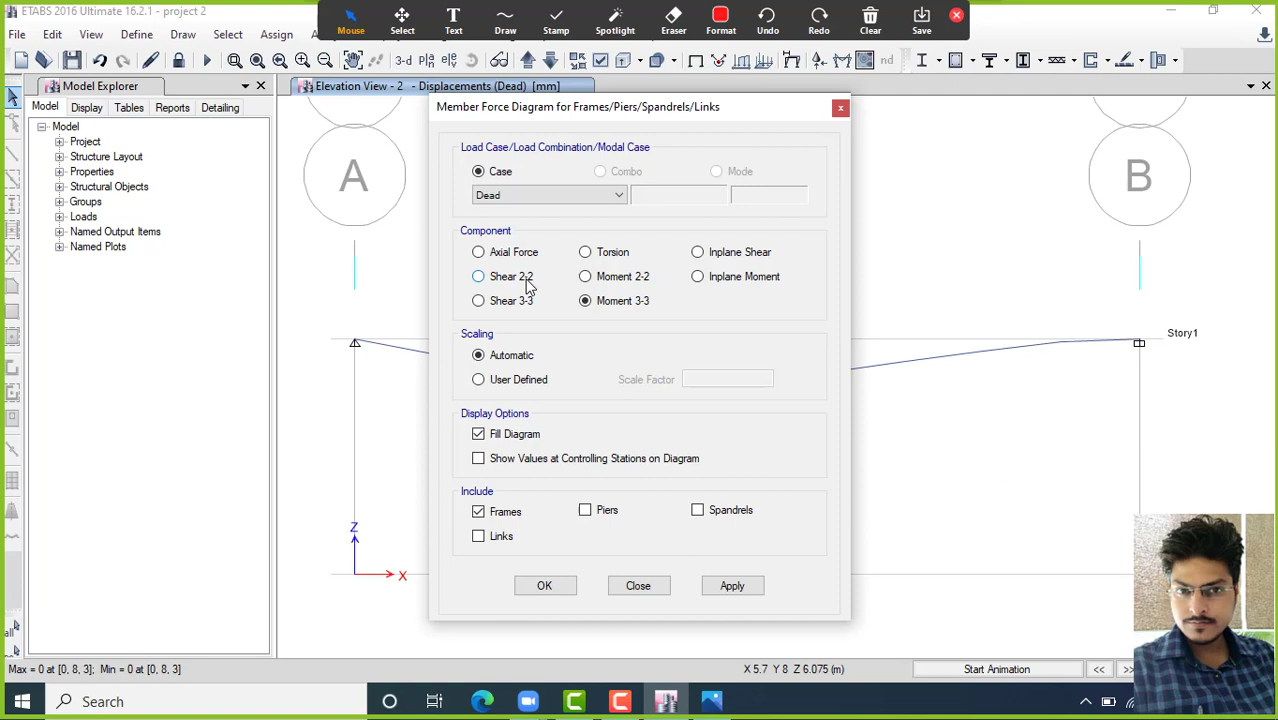 ETABS 2016 Ultimate 16.2.1 - project 2
Mouse
Select
Text
Draw
Stamp
Spotlight
Eraser
Format
Undo
Redo
Clear
Save
File
Edit
View
Define
Draw
Select
Assign
3-d
nd
Model Explorer
Elevation View - 2 - Displacements (Dead) [mm]
Model
Display
Tables
Reports
Detailing
Model
Project
Structure Layout
Properties
Structural Objects
Groups
Loads
Named Output Items
Named Plots
A
B
Story1
Z
X
Member Force Diagram for Frames/Piers/Spandrels/Links
Load Case/Load Combination/Modal Case
Case
Combo
Mode
Dead
Component
Axial Force
Torsion
Inplane Shear
Shear 2-2
Moment 2-2
Inplane Moment
Shear 3-3
Moment 3-3
Scaling
Automatic
User Defined
Scale Factor
Display Options
Fill Diagram
Show Values at Controlling Stations on Diagram
Include
Frames
Piers
Spandrels
Links
OK
Close
Apply
all
Max = 0 at [0, 8, 3]; Min = 0 at [0, 8, 3]
X 5.7 Y 8 Z 6.075 (m)
Start Animation
<<
>>
Search